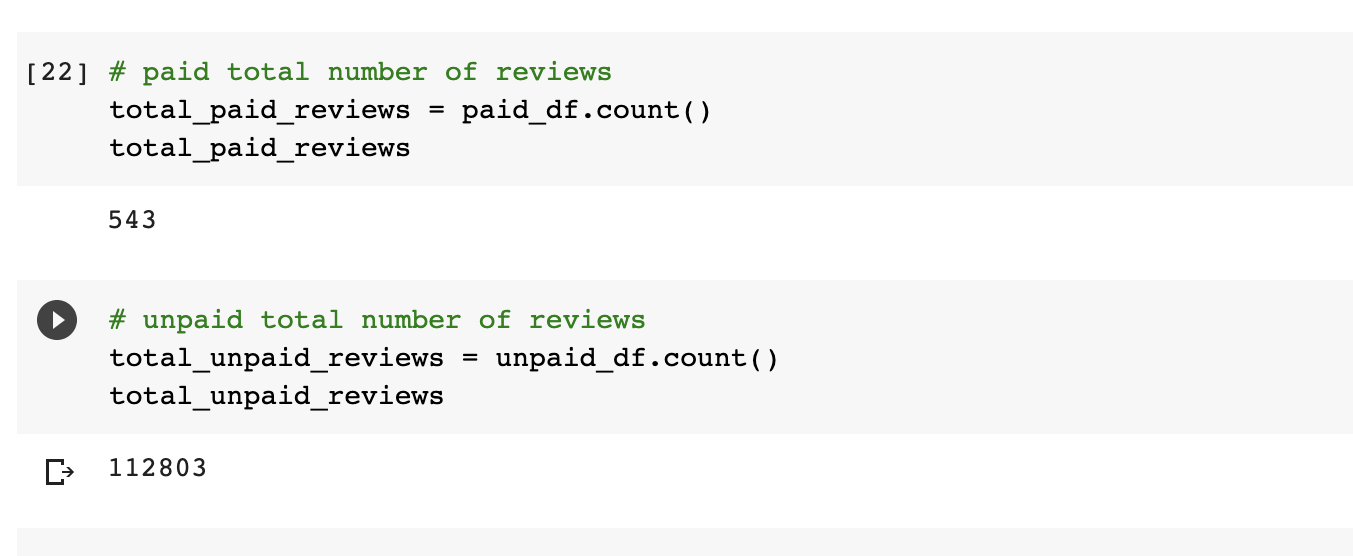 [22] # paid total number of reviews
total_paid_reviews = paid_df.count()
total_paid_reviews
543
# unpaid total number of reviews
total_unpaid_reviews = unpaid_df.count()
total_unpaid_reviews
112803